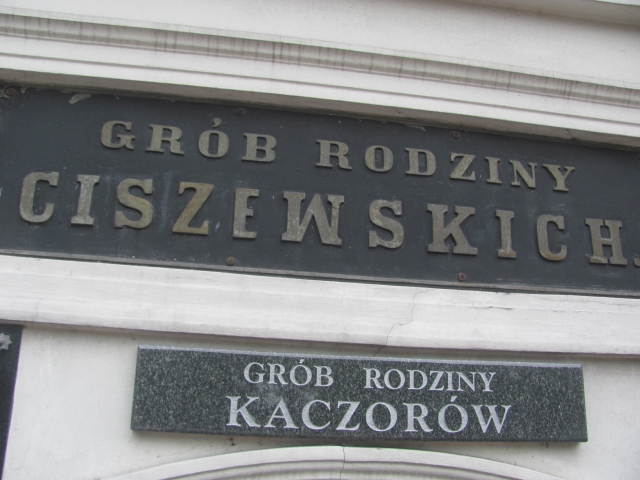 GRÓB RODZINY
CISZEWSKICH.
GRÓB RODZINY
KACZORÓW